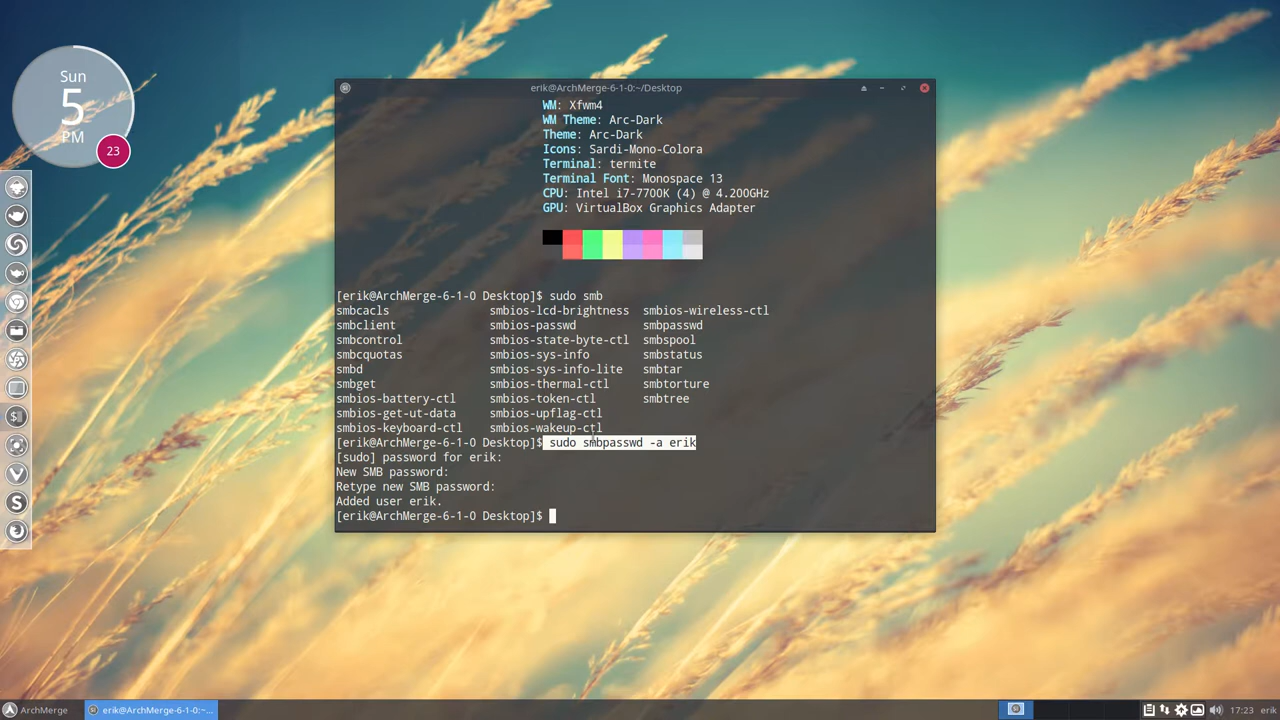 Sun
5
PM
23
erik@ArchMerge-6-1-0:~/Desktop
WM: Xfwm4
WM Theme: Arc-Dark
Theme: Arc-Dark
Icons: Sardi-Mono-Colora
Terminal: termite
Terminal Font: Monospace 13
CPU: Intel i7-7700K (4) @ 4.200GHz
GPU: VirtualBox Graphics Adapter
[erik@ArchMerge-6-1-0 Desktop]$ sudo smb
smbcacls smbios-lcd-brightness smbios-wireless-ctl
smbclient smbios-passwd smbpasswd
smbcontrol smbios-state-byte-ctl smbspool
smbcquotas smbios-sys-info smbstatus
smbd smbios-sys-info-lite smbtar
smbget smbios-thermal-ctl smbtorture
smbios-battery-ctl smbios-token-ctl smbtree
smbios-get-ut-data smbios-upflag-ctl
smbios-keyboard-ctl smbios-wakeup-ctl
[erik@ArchMerge-6-1-0 Desktop]$ sudo smbpasswd -a erik
[sudo] password for erik:
New SMB password:
Retype new SMB password:
Added user erik.
[erik@ArchMerge-6-1-0 Desktop]$
ArchMerge
erik@ArchMerge-6-1-0:~...
17:23 erik